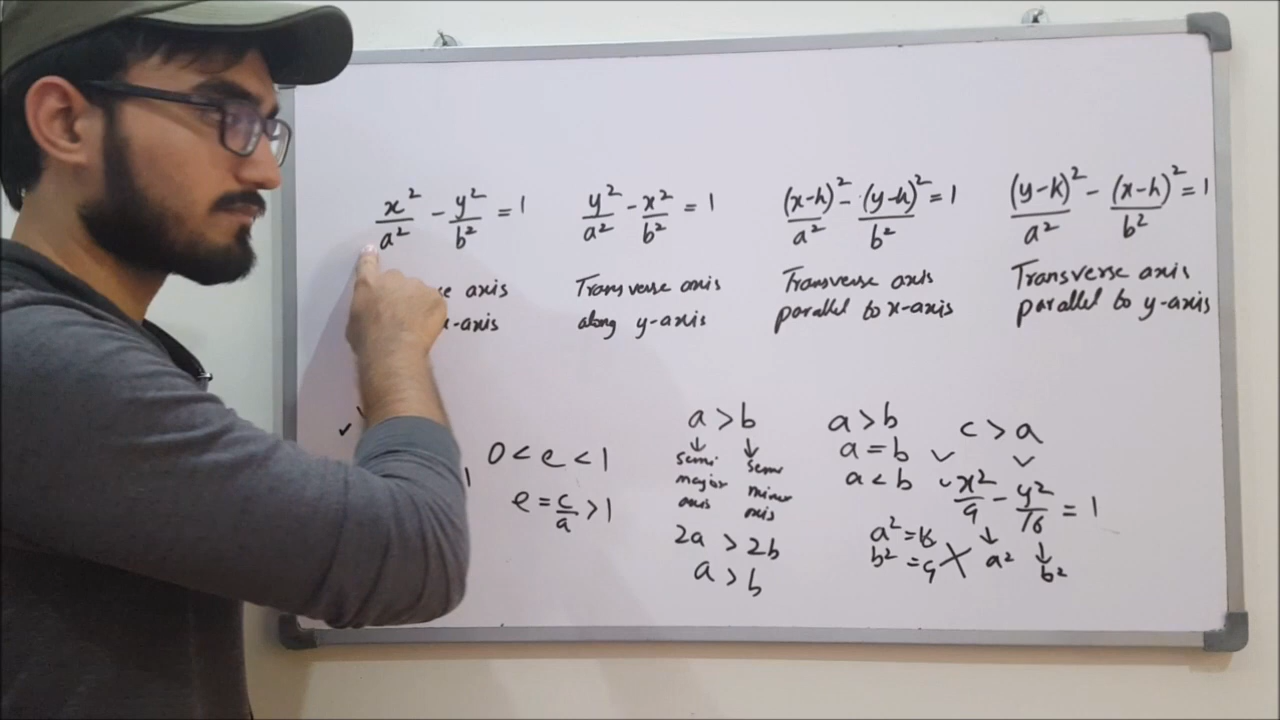 x²/a² - y²/b² = 1
axis
x-axis
y²/a² - x²/b² = 1
Transverse axis
along y-axis
(x-h)²/a² - (y-k)²/b² = 1
Transverse axis
parallel to x-axis
(y-k)²/a² - (x-h)²/b² = 1
Transverse axis
parallel to y-axis
✓
0 < e < 1
e = c/a > 1
a > b
↓ ↓
semi major axis
semi minor axis
2a > 2b
a > b
a > b
a = b ✓
a < b ✓
c > a
✓
x²/9 - y²/16 = 1
↓ ↓
a² b²
a² = 16
b² = 9 ╳